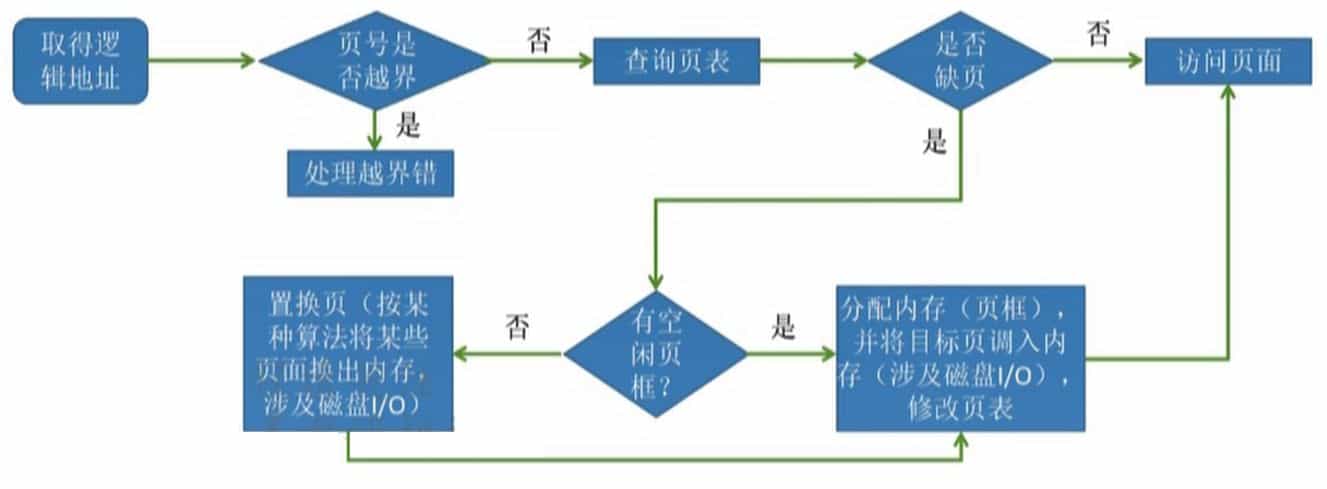 取得逻
辑地址
页号是
否越界
否
查询页表
是否
缺页
否
访问页面
是
处理越界错
是
有空
闲页
框？
否
置换页（按某
种算法将某些
页面换出内存，
涉及磁盘I/O）
是
分配内存（页框），
并将目标页调入内
存（涉及磁盘I/O），
修改页表